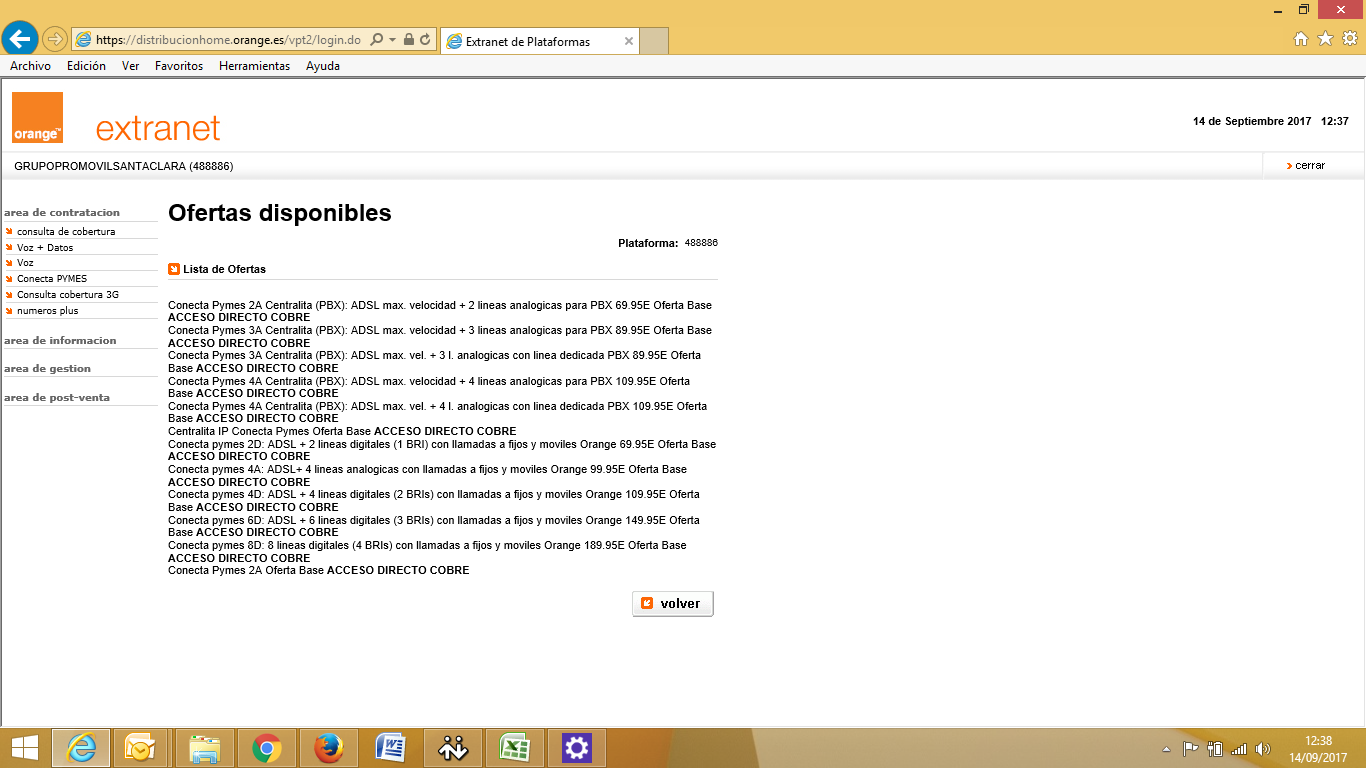 https://distribucionhome.orange.es/vpt2/login.do
Extranet de Plataformas
Archivo Edición Ver Favoritos Herramientas Ayuda
orange™
extranet
14 de Septiembre 2017 12:37
GRUPOPROMOVILSANTACLARA (488886)
cerrar
area de contratacion
consulta de cobertura
Voz + Datos
Voz
Conecta PYMES
Consulta cobertura 3G
numeros plus
area de informacion
area de gestion
area de post-venta
Ofertas disponibles
Plataforma: 488886
Lista de Ofertas
Conecta Pymes 2A Centralita (PBX): ADSL max. velocidad + 2 lineas analogicas para PBX 69.95E Oferta Base
ACCESO DIRECTO COBRE
Conecta Pymes 3A Centralita (PBX): ADSL max. velocidad + 3 lineas analogicas para PBX 89.95E Oferta Base
ACCESO DIRECTO COBRE
Conecta Pymes 3A Centralita (PBX): ADSL max. vel. + 3 l. analogicas con linea dedicada PBX 89.95E Oferta
Base ACCESO DIRECTO COBRE
Conecta Pymes 4A Centralita (PBX): ADSL max. velocidad + 4 lineas analogicas para PBX 109.95E Oferta
Base ACCESO DIRECTO COBRE
Conecta Pymes 4A Centralita (PBX): ADSL max. vel. + 4 l. analogicas con linea dedicada PBX 109.95E Oferta
Base ACCESO DIRECTO COBRE
Centralita IP Conecta Pymes Oferta Base ACCESO DIRECTO COBRE
Conecta pymes 2D: ADSL + 2 lineas digitales (1 BRI) con llamadas a fijos y moviles Orange 69.95E Oferta Base
ACCESO DIRECTO COBRE
Conecta pymes 4A: ADSL+ 4 lineas analogicas con llamadas a fijos y moviles Orange 99.95E Oferta Base
ACCESO DIRECTO COBRE
Conecta pymes 4D: ADSL + 4 lineas digitales (2 BRIs) con llamadas a fijos y moviles Orange 109.95E Oferta
Base ACCESO DIRECTO COBRE
Conecta pymes 6D: ADSL + 6 lineas digitales (3 BRIs) con llamadas a fijos y moviles Orange 149.95E Oferta
Base ACCESO DIRECTO COBRE
Conecta pymes 8D: 8 lineas digitales (4 BRIs) con llamadas a fijos y moviles Orange 189.95E Oferta Base
ACCESO DIRECTO COBRE
Conecta Pymes 2A Oferta Base ACCESO DIRECTO COBRE
volver
12:38
14/09/2017